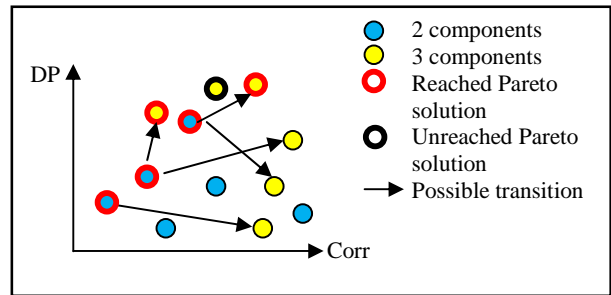 DP
Corr
2 components
3 components
Reached Pareto
solution
Unreached Pareto
solution
Possible transition